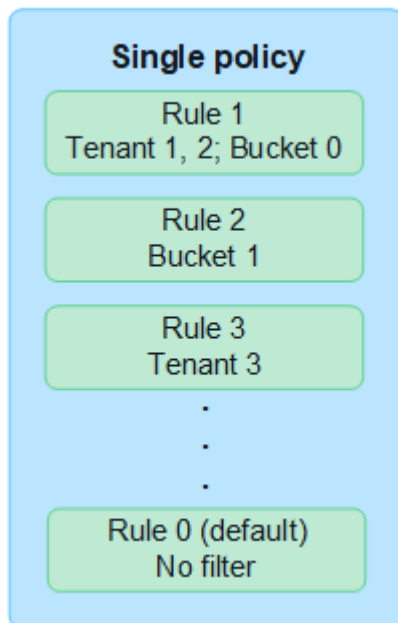 Single policy
Rule 1
Tenant 1, 2; Bucket 0
Rule 2
Bucket 1
Rule 3
Tenant 3
.
.
.
Rule 0 (default)
No filter